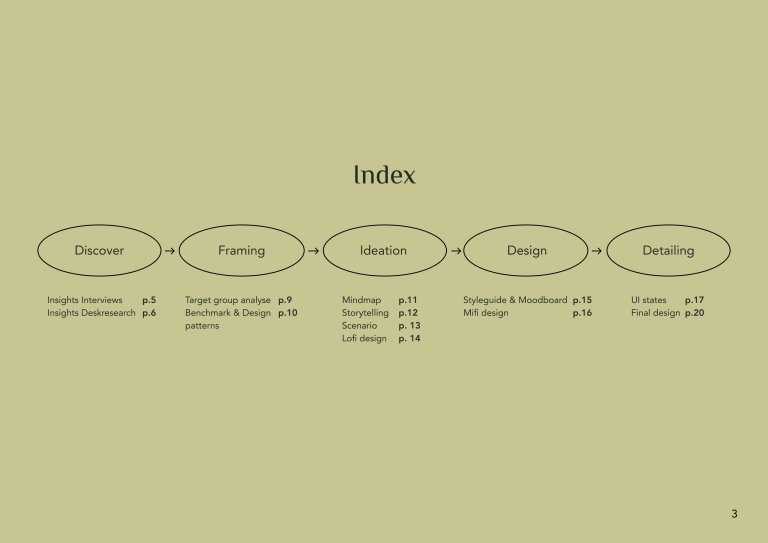 Index
Discover → Framing → Ideation → Design → Detailing
Insights Interviews p.5
Insights Deskresearch p.6
Target group analyse p.9
Benchmark & Design p.10
patterns
Mindmap p.11
Storytelling p.12
Scenario p. 13
Lofi design p. 14
Styleguide & Moodboard p.15
Mifi design p.16
UI states p.17
Final design p.20
3